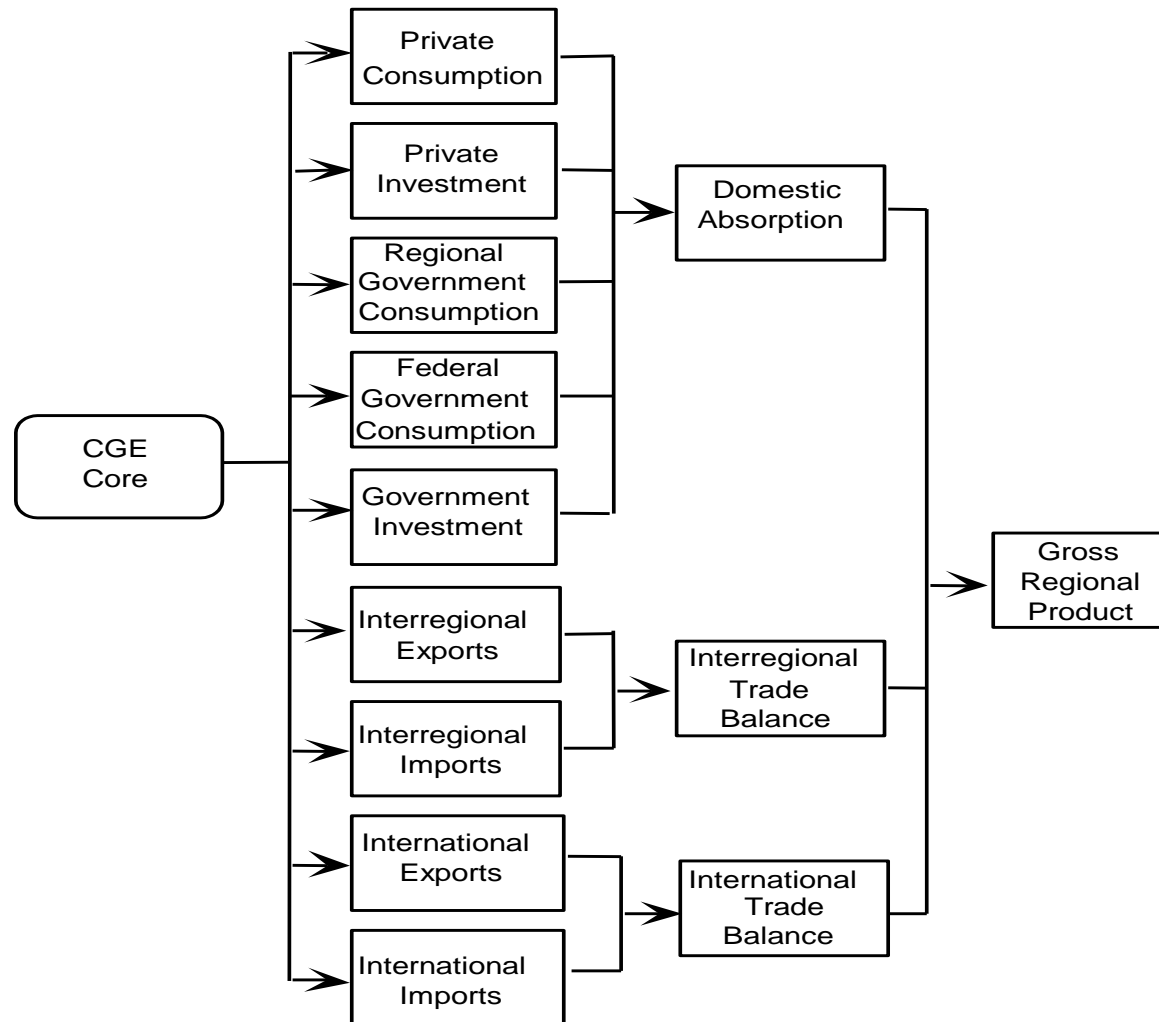 Private
Consumption
Private
Investment
Domestic
Absorption
Regional
Government
Consumption
Federal
Government
Consumption
CGE
Core
Government
Investment
Gross
Regional
Product
Interregional
Exports
Interregional
Trade
Balance
Interregional
Imports
International
Exports
International
Trade
Balance
International
Imports